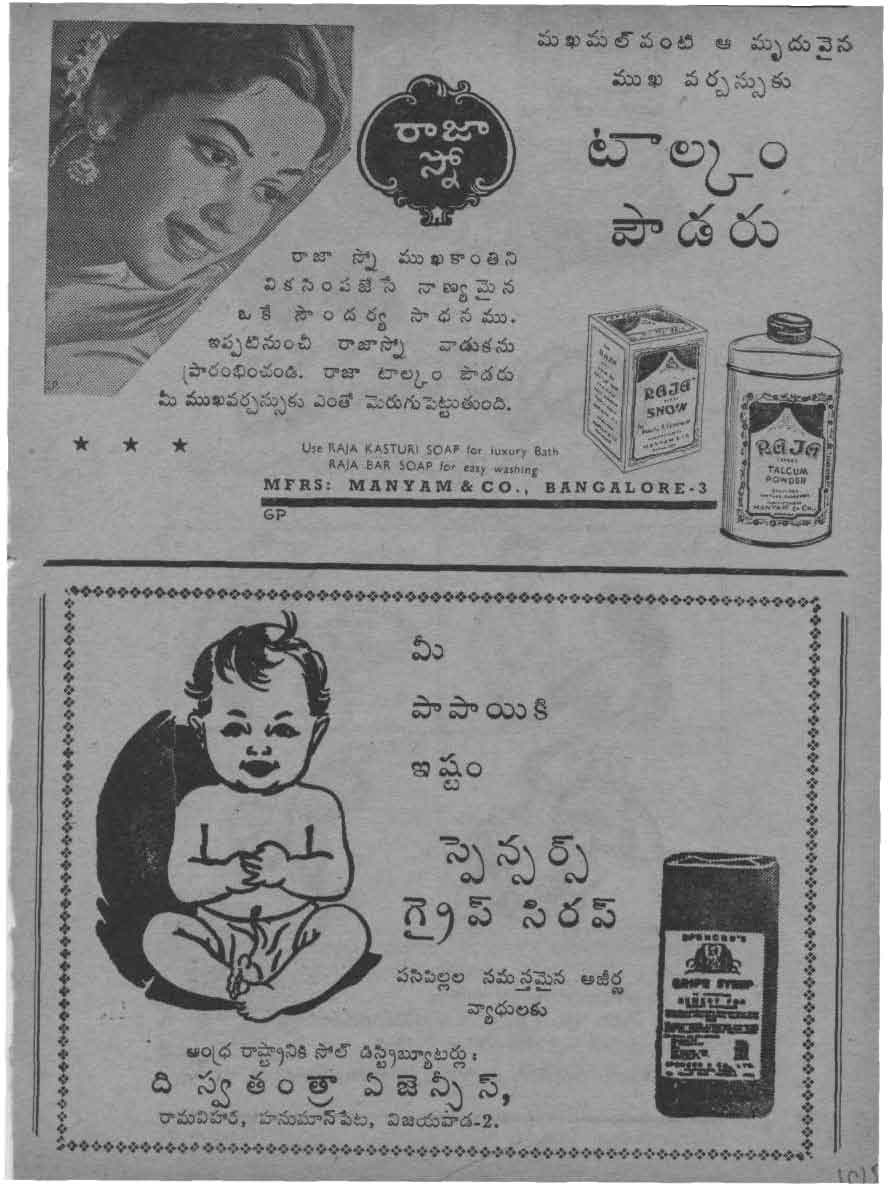 మఖమల్‌వంటి ఆ మృదువైన
ముఖ వర్చస్సుకు
టాల్కం
పౌడరు
రాజా
స్నో
రాజా స్నో ముఖకాంతిని
వికసింపజేసే నాణ్యమైన
ఒకే సౌందర్య సాధనము.
ఇప్పటినుంచీ రాజాస్నో వాడుకను
ప్రారంభించండి. రాజా టాల్కం పౌడరు
మీ ముఖవర్చస్సుకు ఎంతో మెరుగుపెట్టుతుంది.
Use RAJA KASTURI SOAP for luxury Bath
RAJA BAR SOAP for easy washing
MFRS: MANYAM & CO., BANGALORE-3
GP
RAJA
SNOW
RAJA
TALCUM
POWDER
MANYAM & CO.
మీ
పాపాయికి
ఇష్టం
స్పెన్సర్స్
గ్రైప్ సిరప్
పసిపిల్లల సమస్తమైన అజీర్ణ
వ్యాధులకు
SPENCER'S
GRIPE SYRUP
ఆంధ్ర రాష్ట్రానికి సోల్ డిస్ట్రిబ్యూటర్లు :
ది స్వతంత్రా ఏజెన్సీస్,
రామవిహార్, హనుమాన్‌పేట, విజయవాడ-2.